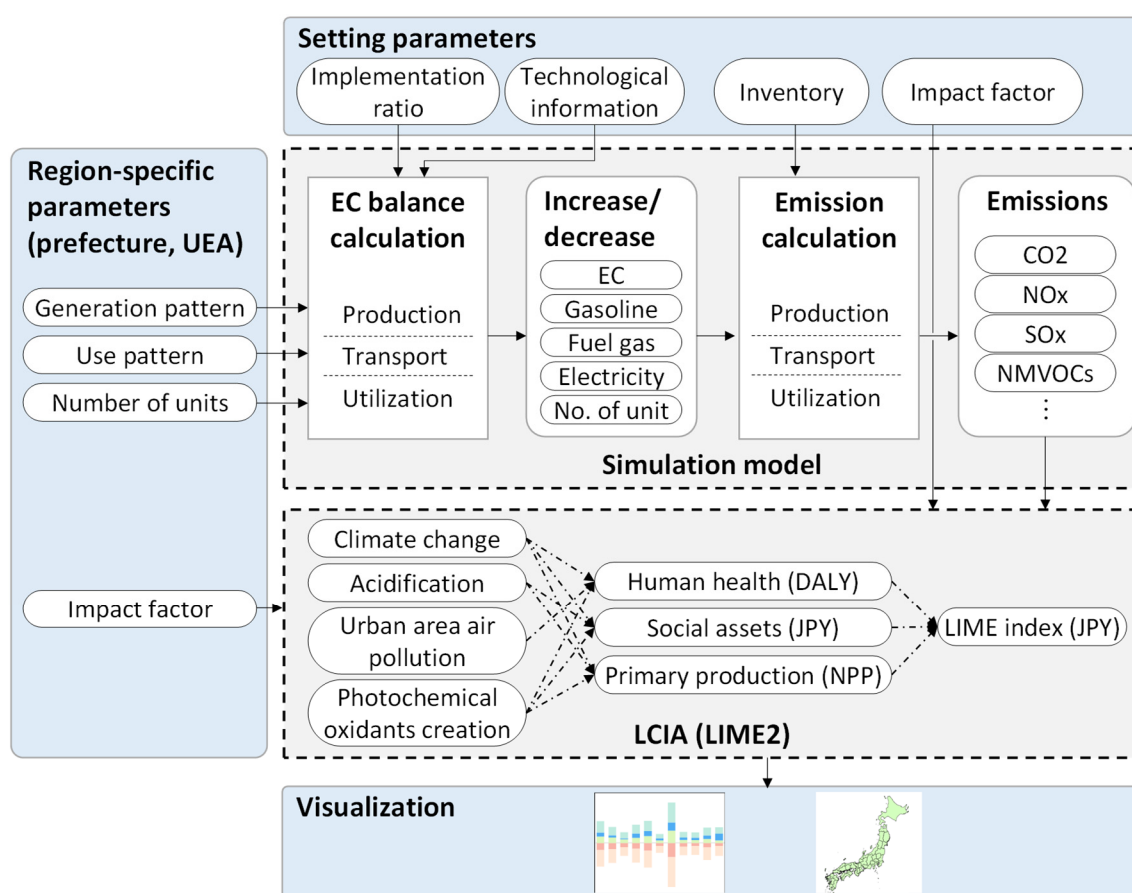 Setting parameters
Implementation
ratio
Technological
information
Inventory
Impact factor
Region-specific
parameters
(prefecture, UEA)
Generation pattern
Use pattern
Number of units
Impact factor
EC balance
calculation
Production
Transport
Utilization
Increase/
decrease
EC
Gasoline
Fuel gas
Electricity
No. of unit
Emission
calculation
Production
Transport
Utilization
Emissions
CO2
NOx
SOx
NMVOCs
⋮
Simulation model
Climate change
Acidification
Urban area air
pollution
Photochemical
oxidants creation
Human health (DALY)
Social assets (JPY)
Primary production (NPP)
LIME index (JPY)
LCIA (LIME2)
Visualization